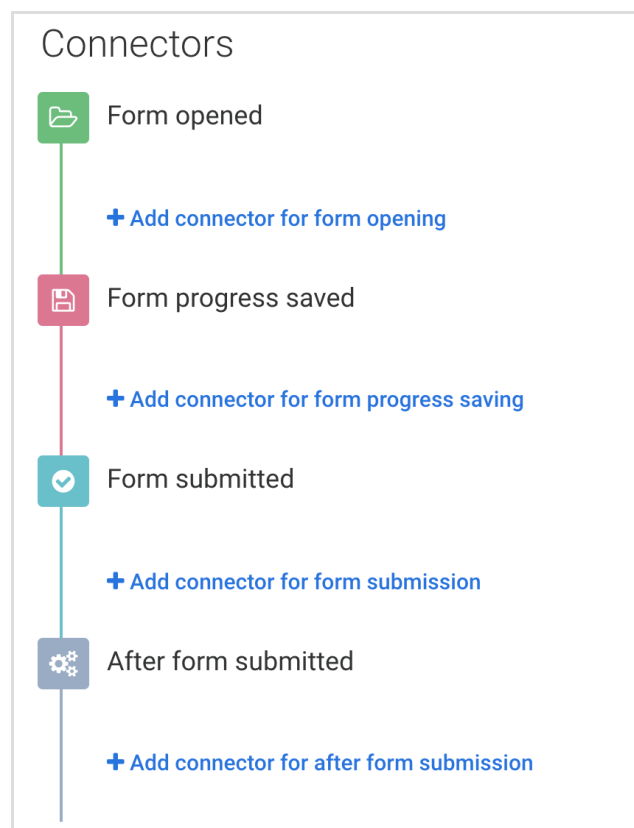 Connectors
Form opened
Add connector for form opening
Form progress saved
Add connector for form progress saving
Form submitted
Add connector for form submission
After form submitted
Add connector for after form submission